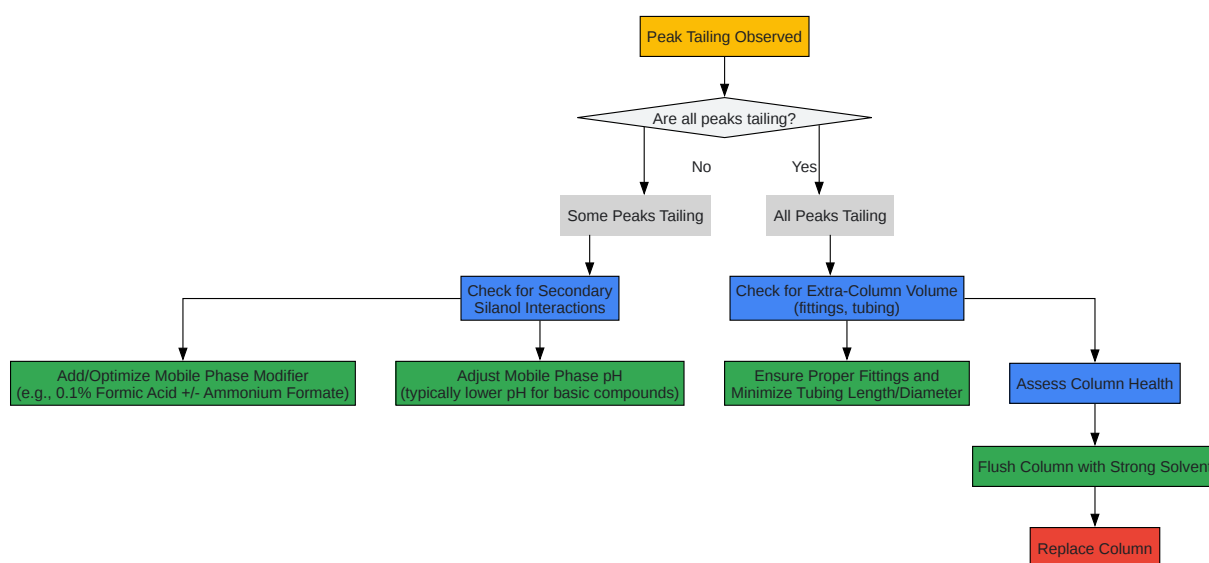 Peak Tailing Observed
Are all peaks tailing?
No
Yes
Some Peaks Tailing
All Peaks Tailing
Check for Secondary
Silanol Interactions
Check for Extra-Column Volume
(fittings, tubing)
Add/Optimize Mobile Phase Modifier
(e.g., 0.1% Formic Acid +/- Ammonium Formate)
Adjust Mobile Phase pH
(typically lower pH for basic compounds)
Ensure Proper Fittings and
Minimize Tubing Length/Diameter
Assess Column Health
Flush Column with Strong Solvent
Replace Column